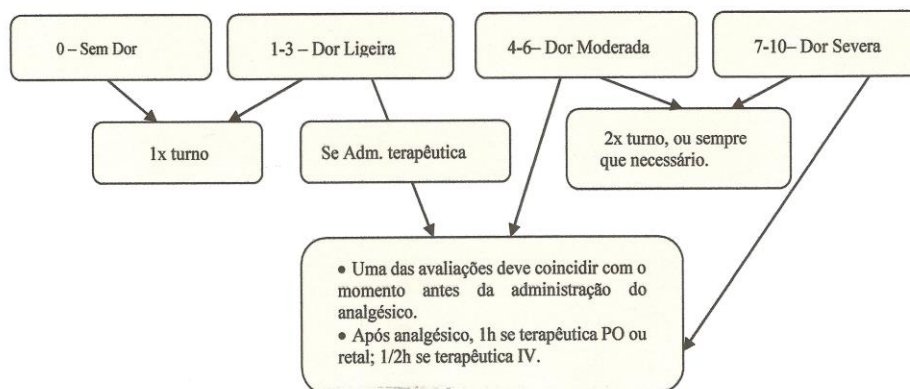 0 – Sem Dor
1-3 – Dor Ligeira
4-6– Dor Moderada
7-10– Dor Severa
1x turno
Se Adm. terapêutica
2x turno, ou sempre
que necessário.
• Uma das avaliações deve coincidir com o
momento antes da administração do
analgésico.
• Após analgésico, 1h se terapêutica PO ou
retal; 1/2h se terapêutica IV.